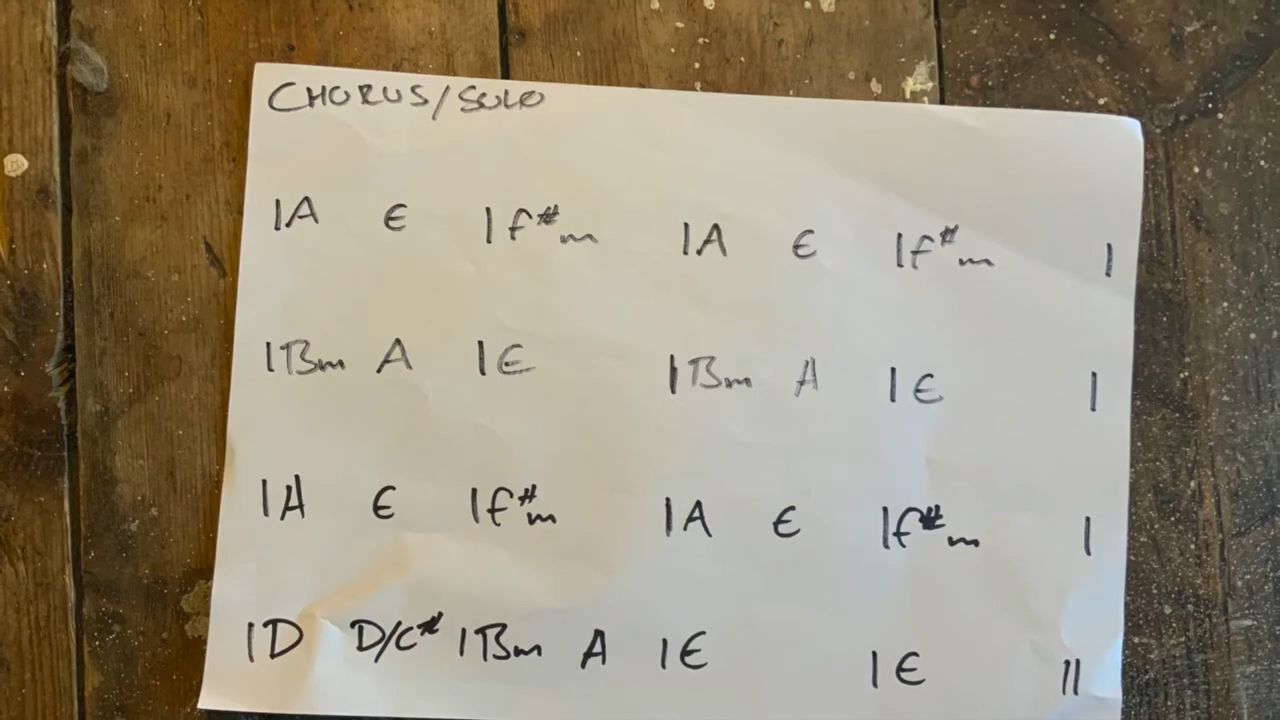 CHORUS/SOLO
|A E |F#m |A E |F#m |
|Bm A |E |Bm A |E |
|A E |F#m |A E |F#m |
|D D/C# |Bm A |E |E ||